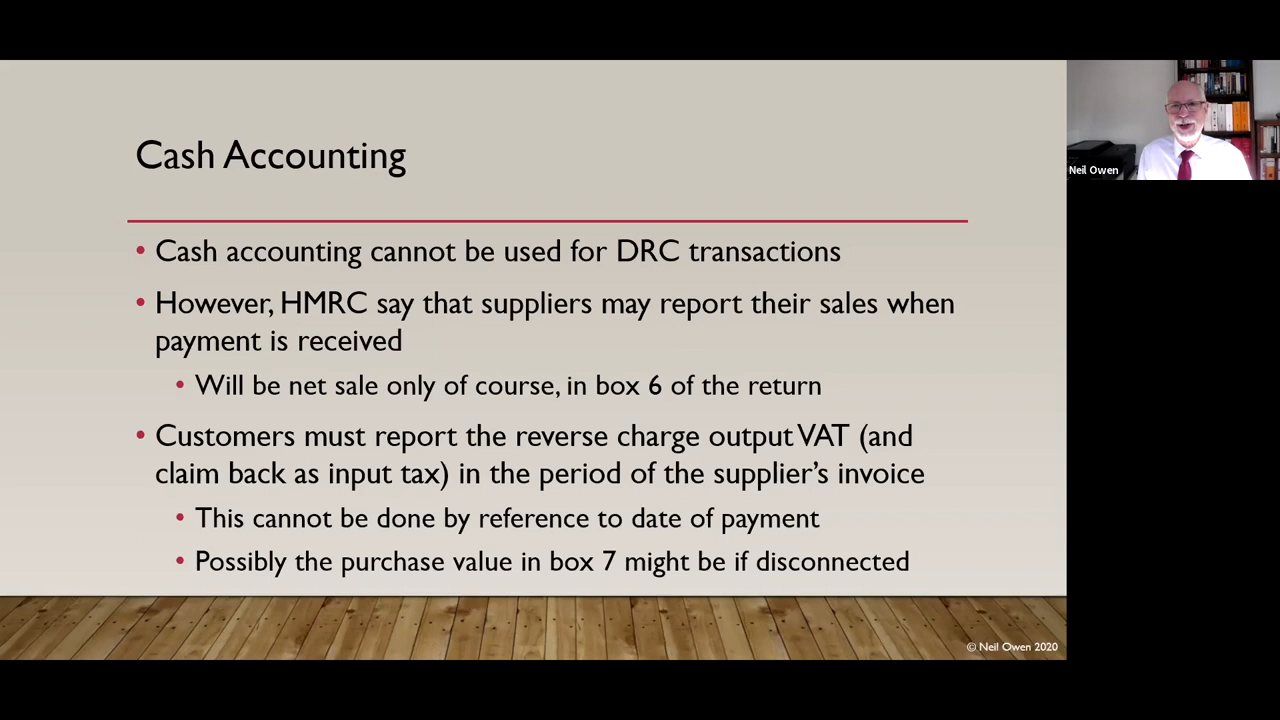 Cash Accounting
• Cash accounting cannot be used for DRC transactions
• However, HMRC say that suppliers may report their sales when
payment is received
• Will be net sale only of course, in box 6 of the return
• Customers must report the reverse charge output VAT (and
claim back as input tax) in the period of the supplier’s invoice
• This cannot be done by reference to date of payment
• Possibly the purchase value in box 7 might be if disconnected
© Neil Owen 2020
Neil Owen